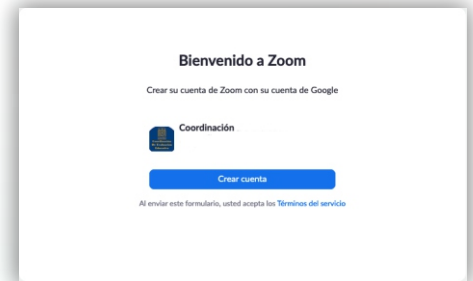 Bienvenido a Zoom
Crear su cuenta de Zoom con su cuenta de Google
Coordinación
Crear cuenta
Al enviar este formulario, usted acepta los Términos del servicio